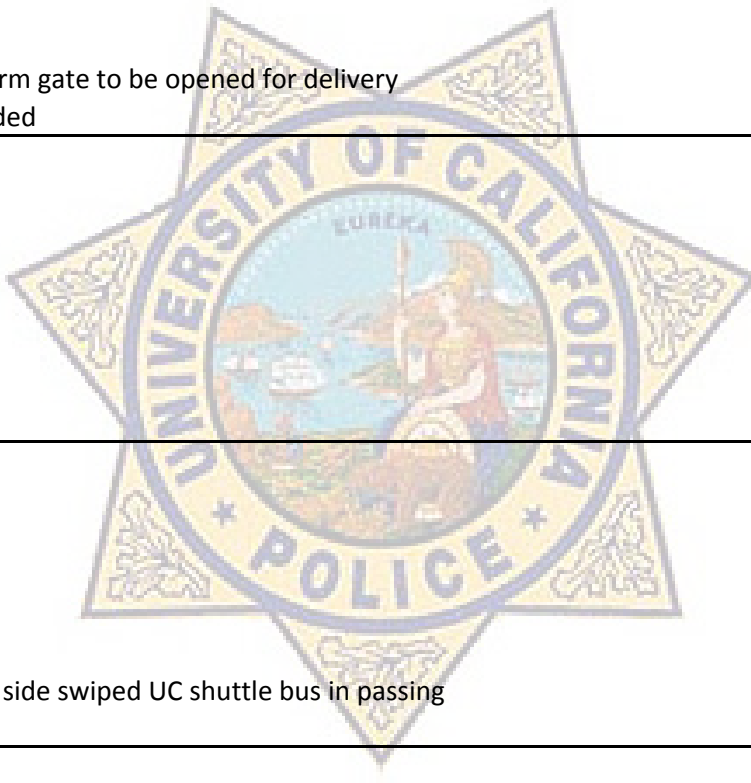 rm gate to be opened for delivery
ded
UNIVERSITY OF CALIFORNIA
EUREKA
POLICE
side swiped UC shuttle bus in passing